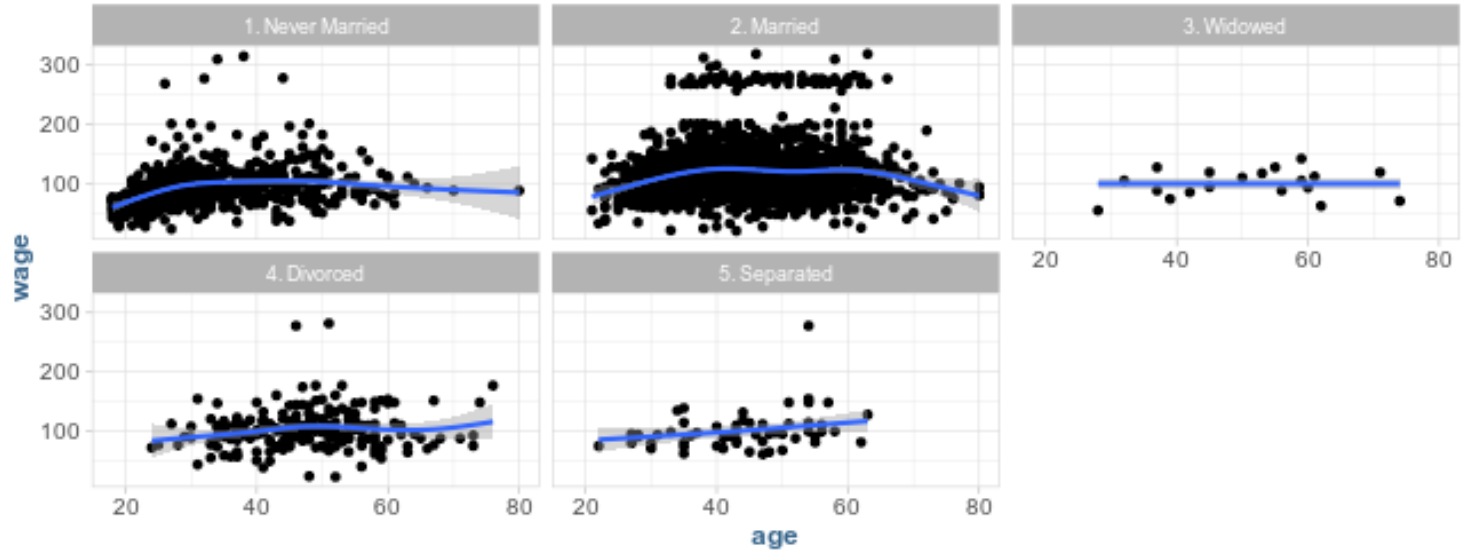 1. Never Married
2. Married
3. Widowed
300
200
100
20 40 60 80
wage
4. Divorced
5. Separated
300
200
100
20 40 60 80
20 40 60 80
age